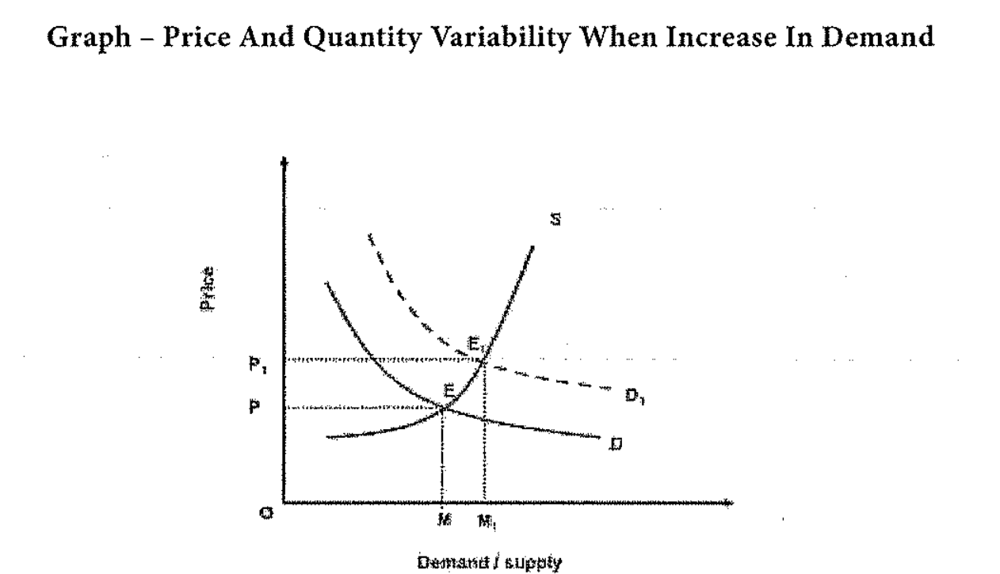 Graph – Price And Quantity Variability When Increase In Demand
S
Price
E₁
P₁
E
P
D₁
D
O
M M₁
Demand / supply